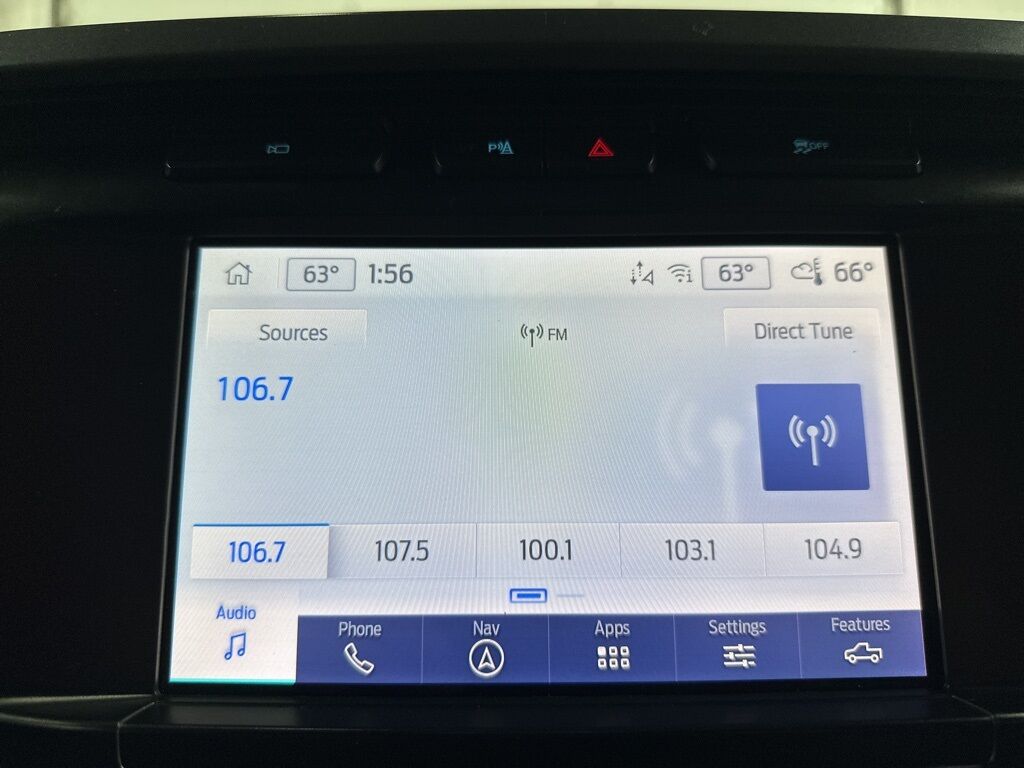 P
OFF
63° 1:56 63° 66°
Sources FM Direct Tune
106.7
106.7 107.5 100.1 103.1 104.9
Audio Phone Nav Apps Settings Features